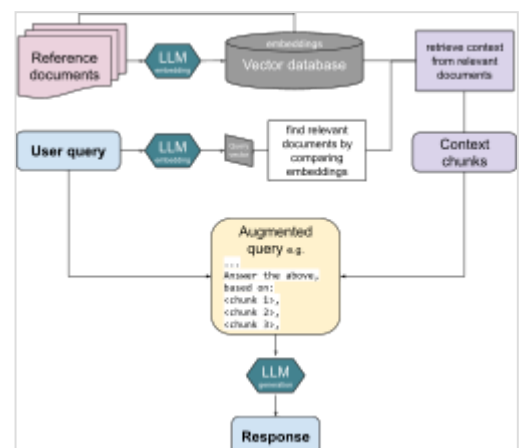 Reference
documents
LLM
embedding
embeddings
Vector database
retrieve context
from relevant
documents
User query
LLM
embedding
Query
vector
find relevant
documents by
comparing
embeddings
Context
chunks
Augmented
query e.g.
...
Answer the above,
based on:
<chunk 1>,
<chunk 2>,
<chunk 3>,
LLM
generation
Response